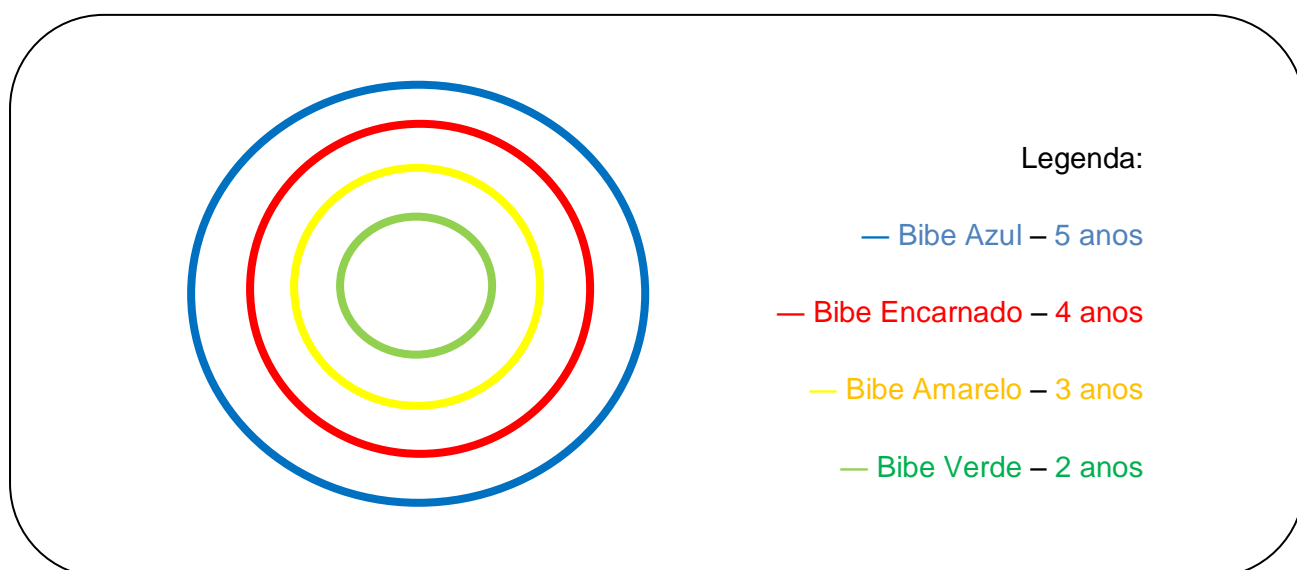 Legenda:
— Bibe Azul – 5 anos
— Bibe Encarnado – 4 anos
— Bibe Amarelo – 3 anos
— Bibe Verde – 2 anos